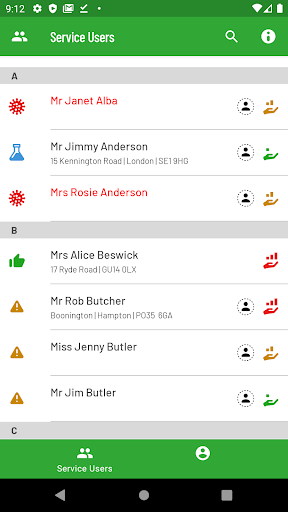 9:12
Service Users
A
Mr Janet Alba
Mr Jimmy Anderson
15 Kennington Road | London | SE1 9HG
Mrs Rosie Anderson
B
Mrs Alice Beswick
17 Ryde Road | GU14 0LX
Mr Rob Butcher
Boonington | Hampton | PO35 6GA
Miss Jenny Butler
Mr Jim Butler
C
Service Users